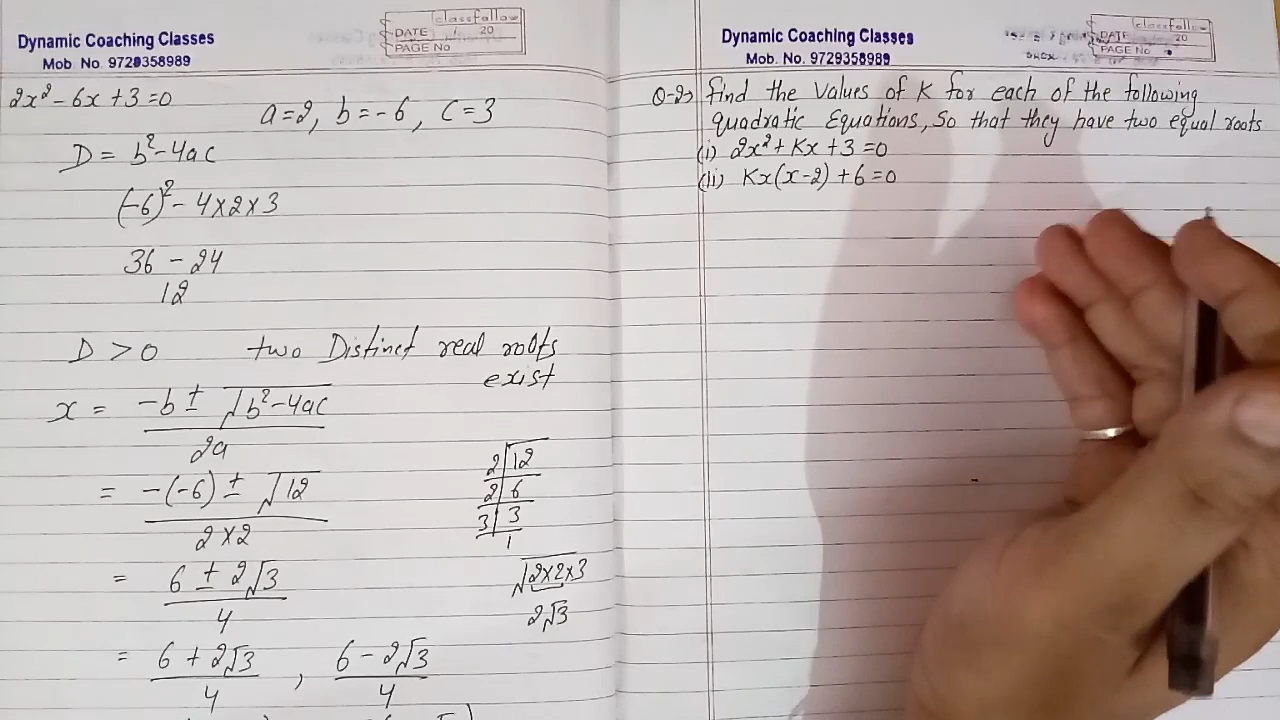 Dynamic Coaching Classes
Mob. No. 9729358989
classfollow
DATE / 20
PAGE No
2x² - 6x + 3 = 0
a = 2, b = -6, C = 3
D = b² - 4ac
(-6)² - 4 × 2 × 3
36 - 24
12
D > 0 two Distinct real roots
exist
x = -b ± √b² - 4ac
2a
= -(-6) ± √12
2 × 2
2 | 12
2 | 6
3 | 3
1
= 6 ± 2√3
4
√2×2×3
2√3
= 6 + 2√3 , 6 - 2√3
4 4
Dynamic Coaching Classes
Mob. No. 9729358989
classfollow
DATE 20
PAGE No
Q-2) Find the Values of K for each of the following
quadratic Equations, So that they have two equal roots
(i) 2x² + Kx + 3 = 0
(ii) Kx(x-2) + 6 = 0